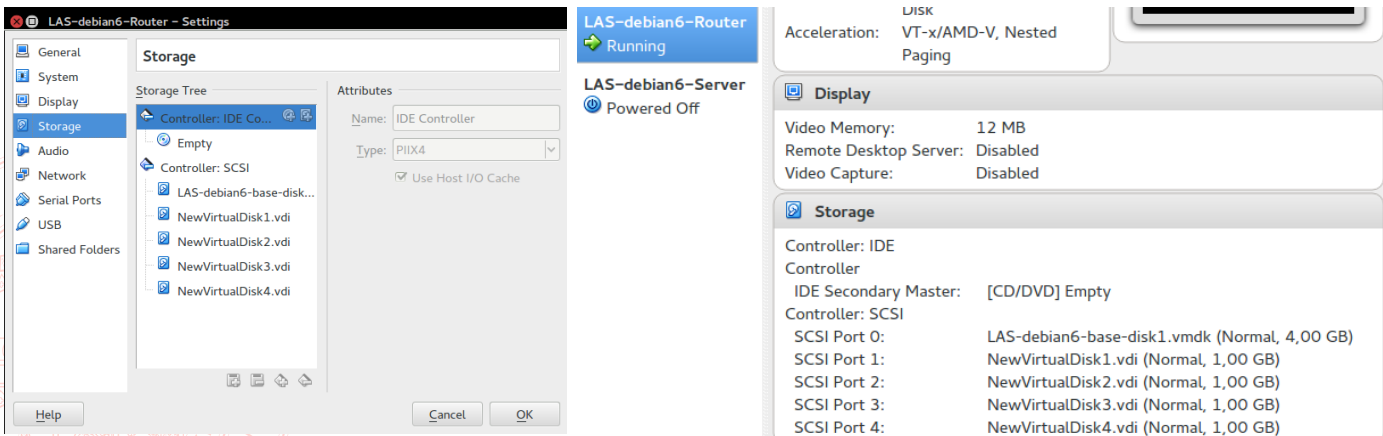 LAS-debian6-Router - Settings
General
System
Display
Storage
Audio
Network
Serial Ports
USB
Shared Folders
Storage
Storage Tree
Controller: IDE Co...
Empty
Controller: SCSI
LAS-debian6-base-disk...
NewVirtualDisk1.vdi
NewVirtualDisk2.vdi
NewVirtualDisk3.vdi
NewVirtualDisk4.vdi
Attributes
Name: IDE Controller
Type: PIIX4
Use Host I/O Cache
Help
Cancel
OK
LAS-debian6-Router
Running
LAS-debian6-Server
Powered Off
Disk
Acceleration: VT-x/AMD-V, Nested
Paging
Display
Video Memory: 12 MB
Remote Desktop Server: Disabled
Video Capture: Disabled
Storage
Controller: IDE
Controller
IDE Secondary Master: [CD/DVD] Empty
Controller: SCSI
SCSI Port 0: LAS-debian6-base-disk1.vmdk (Normal, 4,00 GB)
SCSI Port 1: NewVirtualDisk1.vdi (Normal, 1,00 GB)
SCSI Port 2: NewVirtualDisk2.vdi (Normal, 1,00 GB)
SCSI Port 3: NewVirtualDisk3.vdi (Normal, 1,00 GB)
SCSI Port 4: NewVirtualDisk4.vdi (Normal, 1,00 GB)